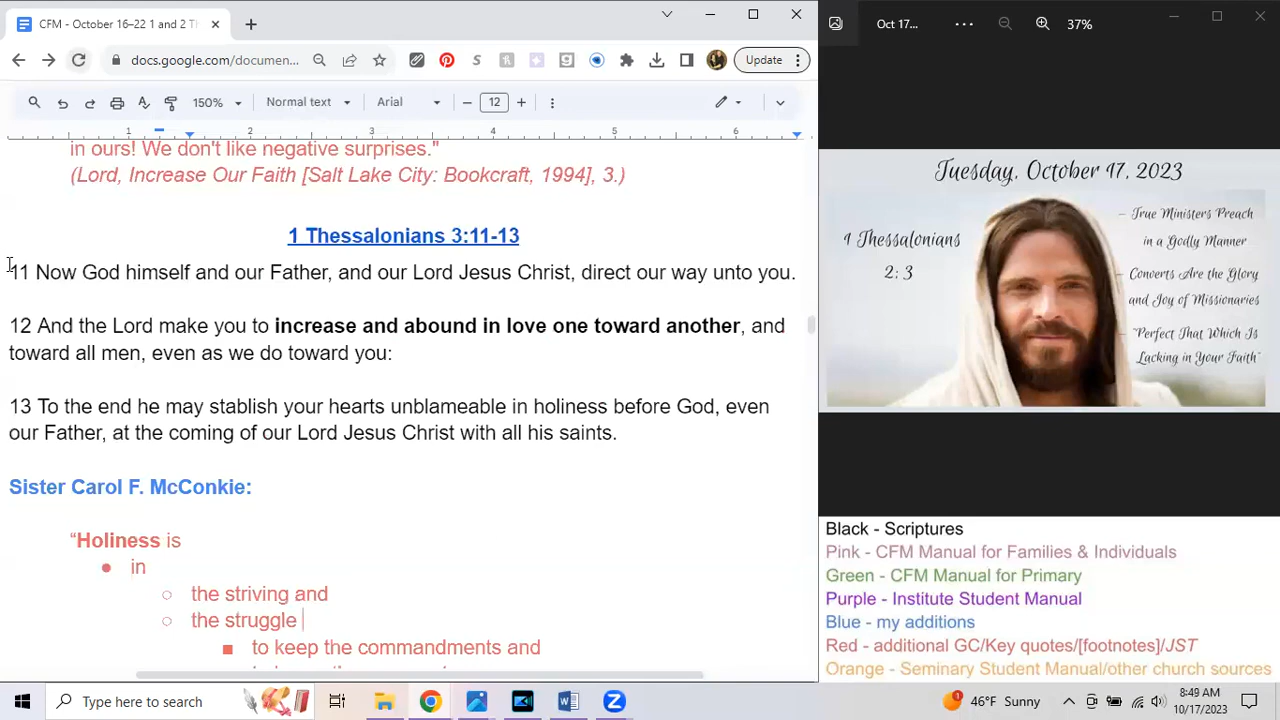 CFM - October 16–22 1 and 2 Th
docs.google.com/documen...
Update
150%
Normal text
Arial
12
1
2
3
4
5
6
in ours! We don't like negative surprises."
(Lord, Increase Our Faith [Salt Lake City: Bookcraft, 1994], 3.)
1 Thessalonians 3:11-13
11 Now God himself and our Father, and our Lord Jesus Christ, direct our way unto you.
12 And the Lord make you to increase and abound in love one toward another, and
toward all men, even as we do toward you:
13 To the end he may stablish your hearts unblameable in holiness before God, even
our Father, at the coming of our Lord Jesus Christ with all his saints.
Sister Carol F. McConkie:
“Holiness is
in
the striving and
the struggle
to keep the commandments and
Oct 17...
37%
Tuesday, October 17, 2023
1 Thessalonians
2; 3
– True Ministers Preach
in a Godly Manner
– Converts Are the Glory
and Joy of Missionaries
– "Perfect That Which Is
Lacking in Your Faith"
Black - Scriptures
Pink - CFM Manual for Families & Individuals
Green - CFM Manual for Primary
Purple - Institute Student Manual
Blue - my additions
Red - additional GC/Key quotes/[footnotes]/JST
Orange - Seminary Student Manual/other church sources
Type here to search
1
46°F Sunny
8:49 AM
10/17/2023